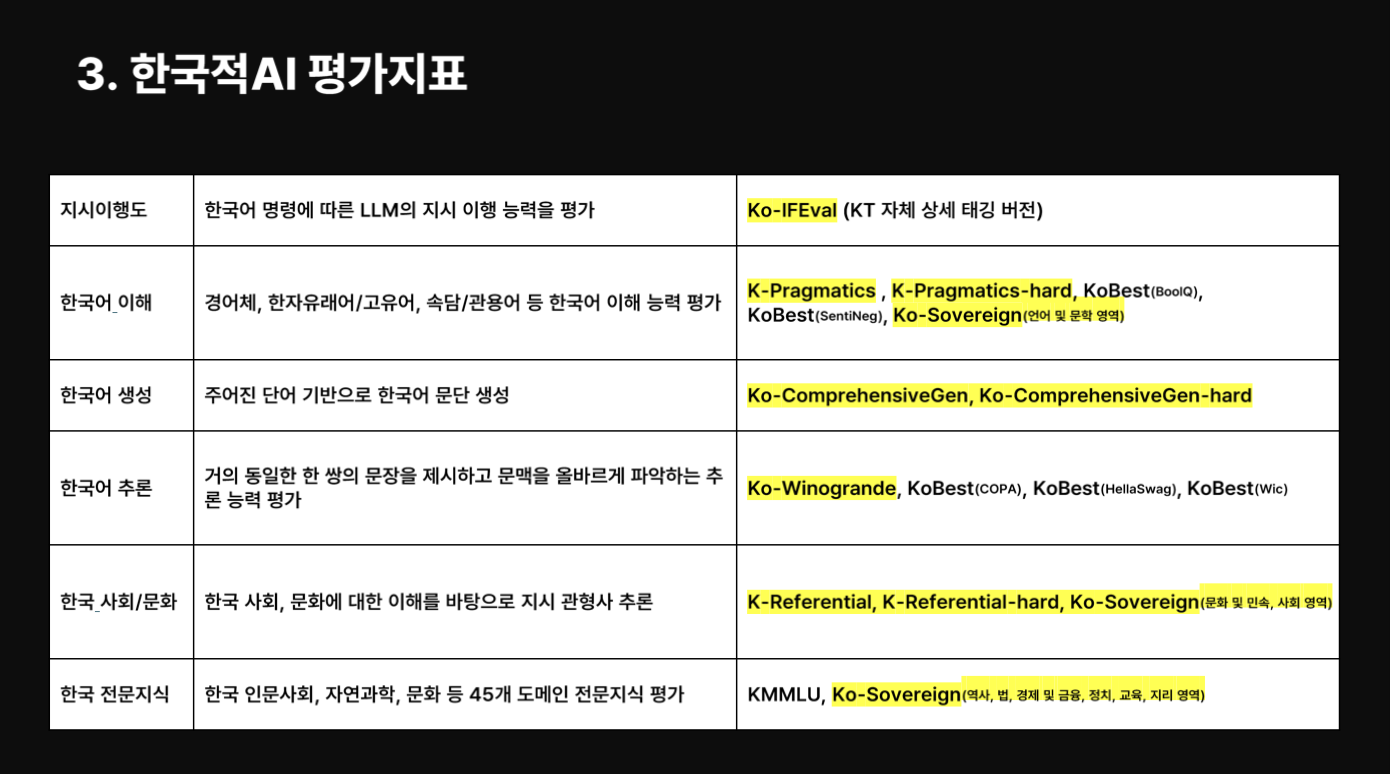 3. 한국적AI 평가지표
지시이행도
한국어 명령에 따른 LLM의 지시 이행 능력을 평가
Ko-IFEval (KT 자체 상세 태깅 버전)
한국어 이해
경어체, 한자유래어/고유어, 속담/관용어 등 한국어 이해 능력 평가
K-Pragmatics , K-Pragmatics-hard, KoBest(BoolQ),
KoBest(SentiNeg), Ko-Sovereign(언어 및 문학 영역)
한국어 생성
주어진 단어 기반으로 한국어 문단 생성
Ko-ComprehensiveGen, Ko-ComprehensiveGen-hard
한국어 추론
거의 동일한 한 쌍의 문장을 제시하고 문맥을 올바르게 파악하는 추
론 능력 평가
Ko-Winogrande, KoBest(COPA), KoBest(HellaSwag), KoBest(Wic)
한국 사회/문화
한국 사회, 문화에 대한 이해를 바탕으로 지시 관형사 추론
K-Referential, K-Referential-hard, Ko-Sovereign(문화 및 민속, 사회 영역)
한국 전문지식
한국 인문사회, 자연과학, 문화 등 45개 도메인 전문지식 평가
KMMLU, Ko-Sovereign(역사, 법, 경제 및 금융, 정치, 교육, 지리 영역)